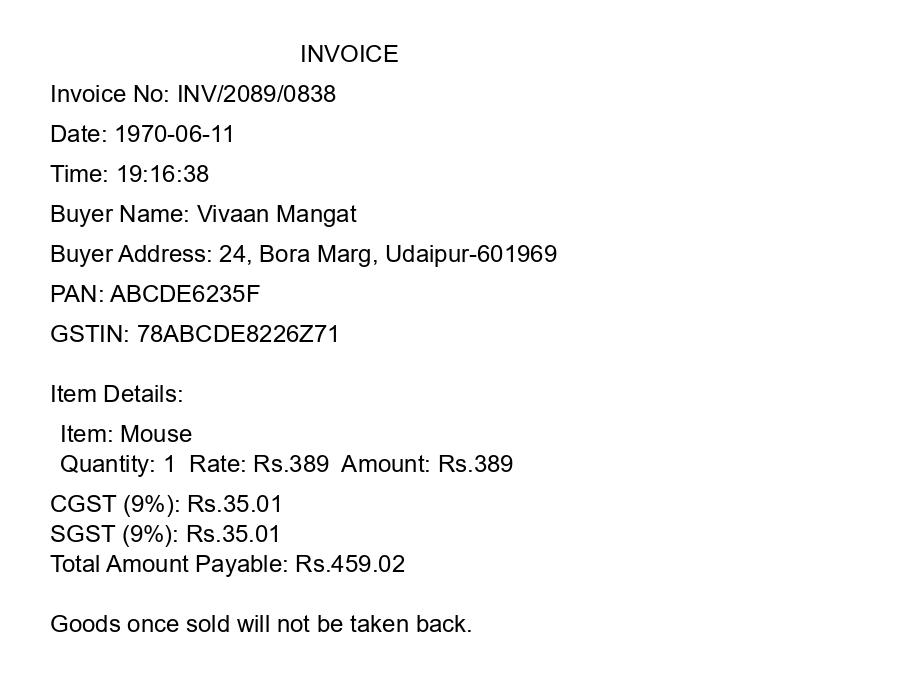 INVOICE
Invoice No: INV/2089/0838
Date: 1970-06-11
Time: 19:16:38
Buyer Name: Vivaan Mangat
Buyer Address: 24, Bora Marg, Udaipur-601969
PAN: ABCDE6235F
GSTIN: 78ABCDE8226Z71
Item Details:
Item: Mouse
Quantity: 1  Rate: Rs.389  Amount: Rs.389
CGST (9%): Rs.35.01
SGST (9%): Rs.35.01
Total Amount Payable: Rs.459.02
Goods once sold will not be taken back.